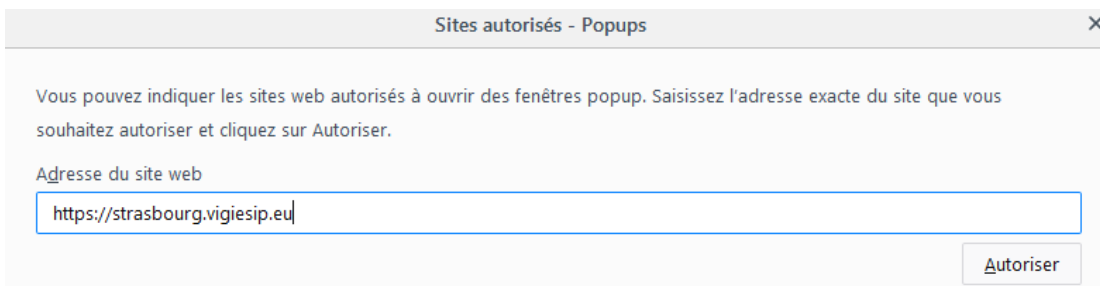 Sites autorisés - Popups
Vous pouvez indiquer les sites web autorisés à ouvrir des fenêtres popup. Saisissez l'adresse exacte du site que vous
souhaitez autoriser et cliquez sur Autoriser.
Adresse du site web
https://strasbourg.vigiesip.eu
Autoriser